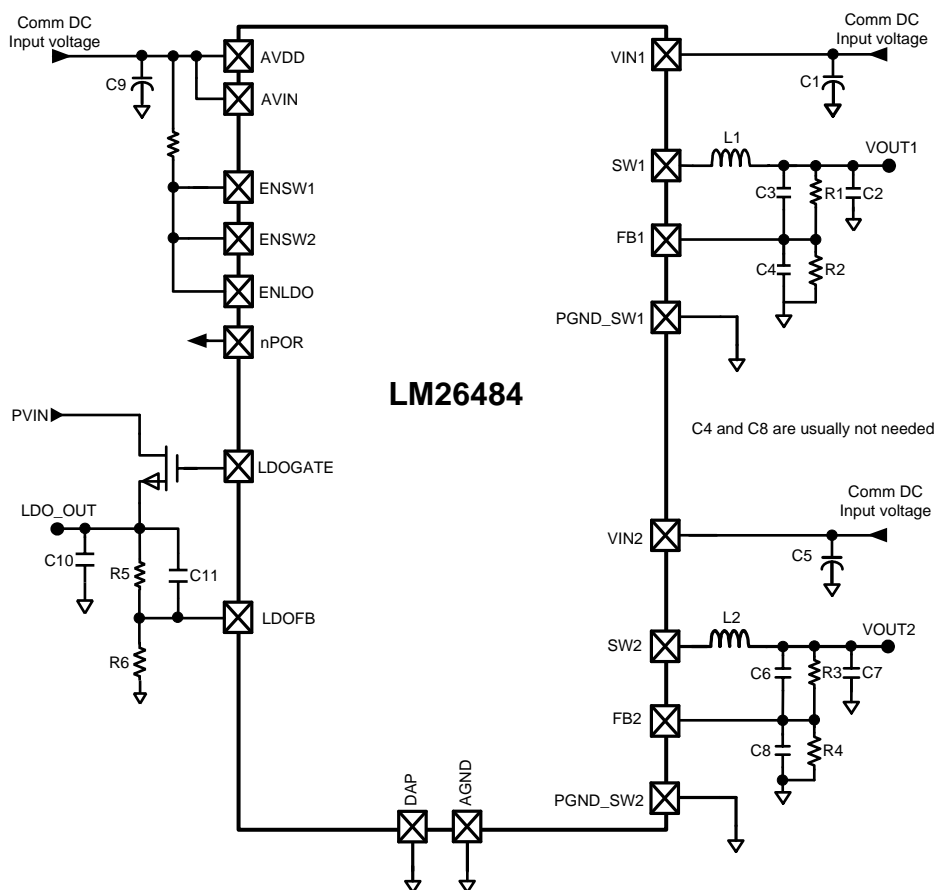 Comm DC
Input voltage
C9
AVDD
AVIN
ENSW1
ENSW2
ENLDO
nPOR
PVIN
LDOGATE
LDO_OUT
C10
R5
C11
LDOFB
R6
LM26484
DAP
AGND
Comm DC
Input voltage
VIN1
C1
L1
VOUT1
SW1
C3
R1
C2
FB1
C4
R2
PGND_SW1
C4 and C8 are usually not needed
Comm DC
Input voltage
VIN2
C5
L2
VOUT2
SW2
C6
R3
C7
FB2
C8
R4
PGND_SW2